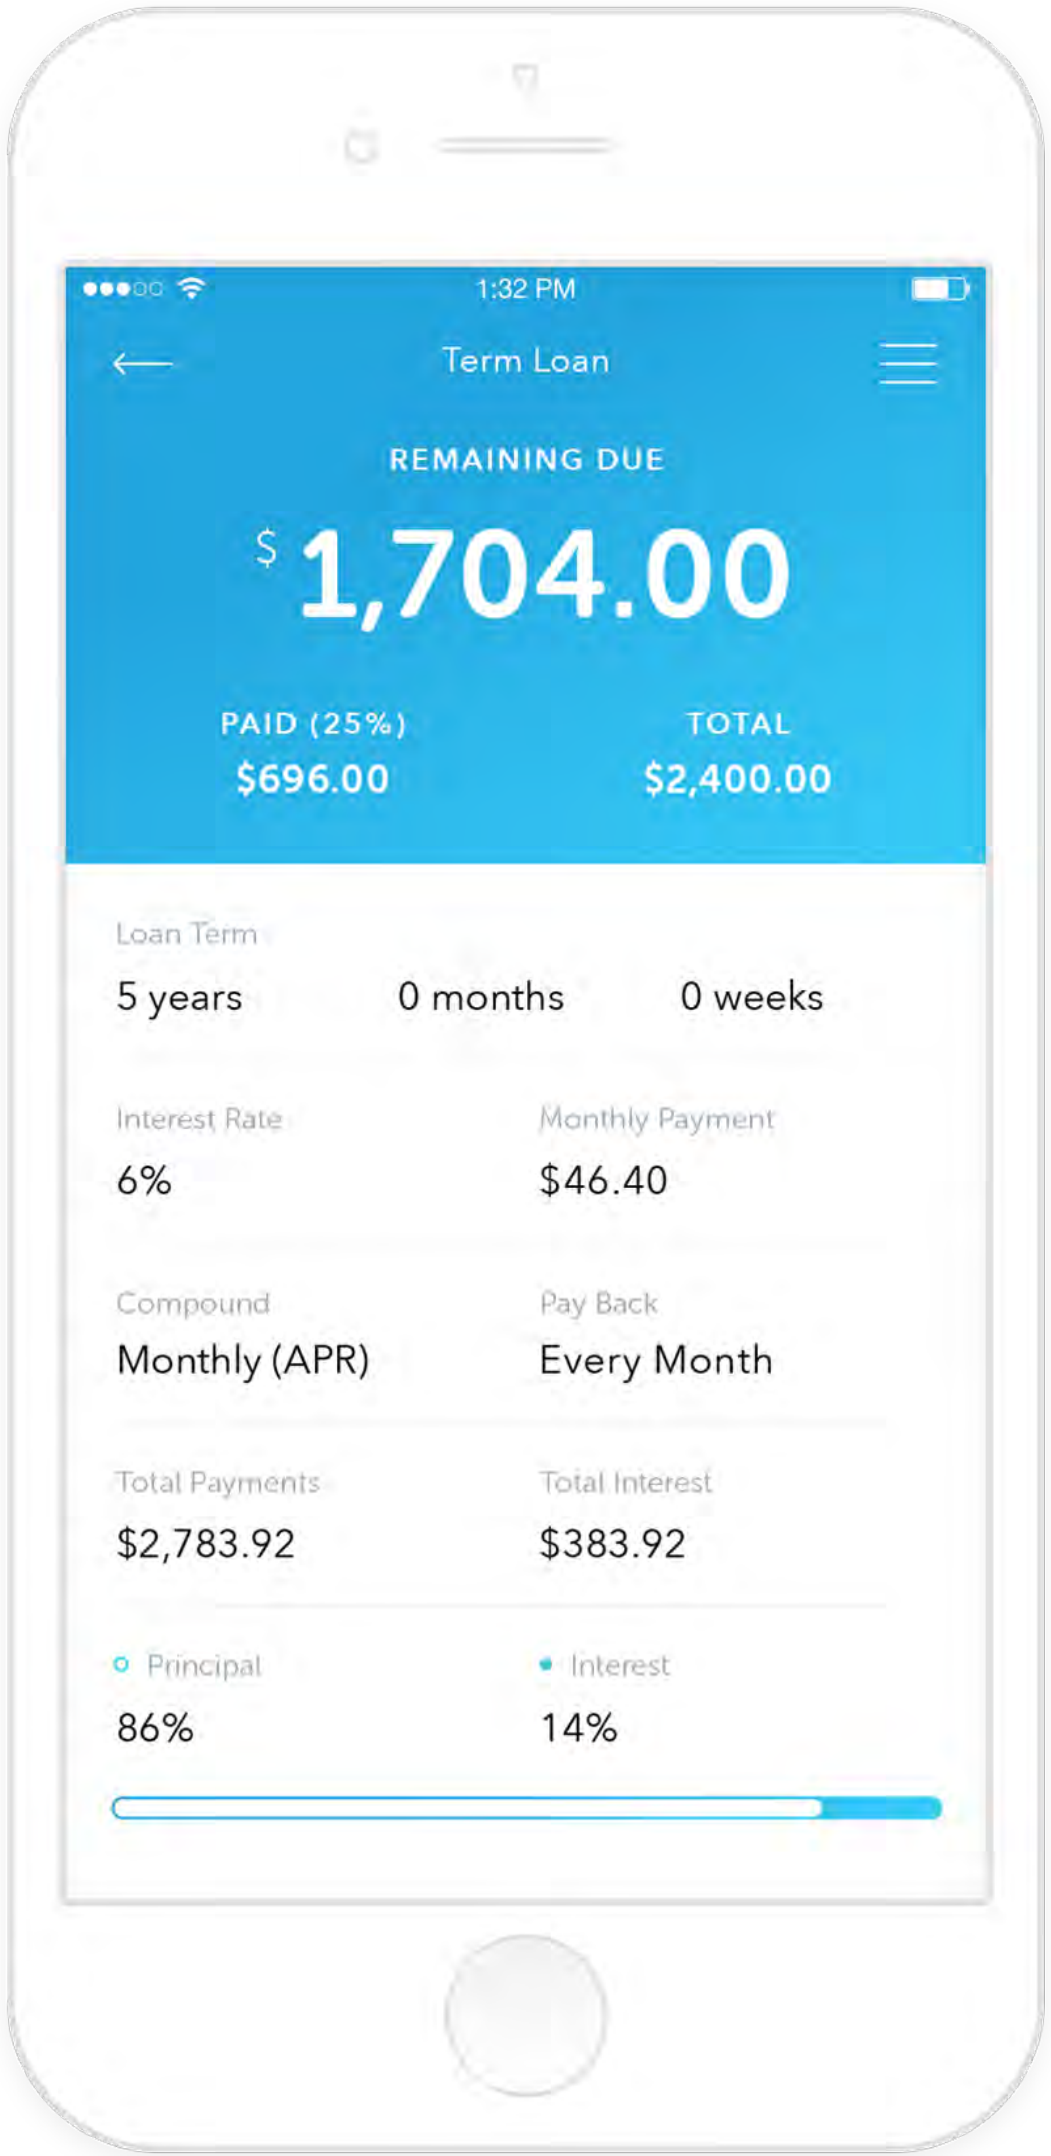 1:32 PM
Term Loan
REMAINING DUE
$ 1,704.00
PAID (25%) TOTAL
$696.00 $2,400.00
Loan Term
5 years 0 months 0 weeks
Interest Rate Monthly Payment
6% $46.40
Compound Pay Back
Monthly (APR) Every Month
Total Payments Total Interest
$2,783.92 $383.92
Principal Interest
86% 14%